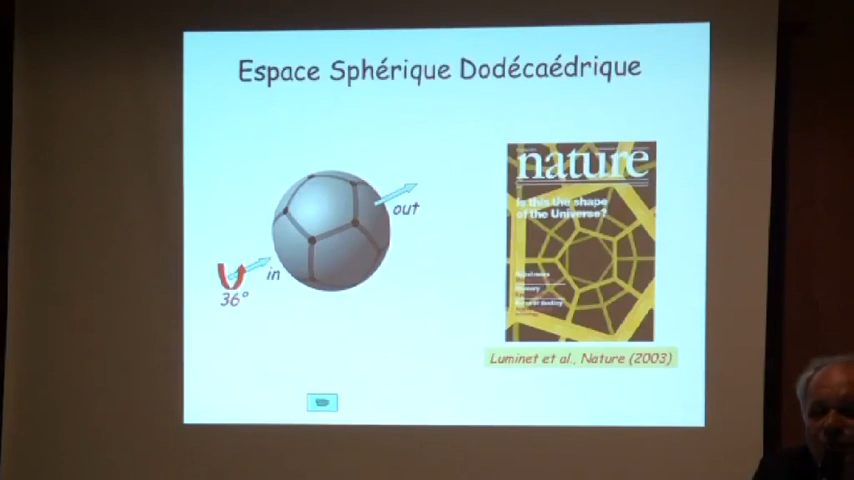 Espace Sphérique Dodécaédrique
nature
Is this the shape
of the Universe?
out
in
36°
Luminet et al., Nature (2003)